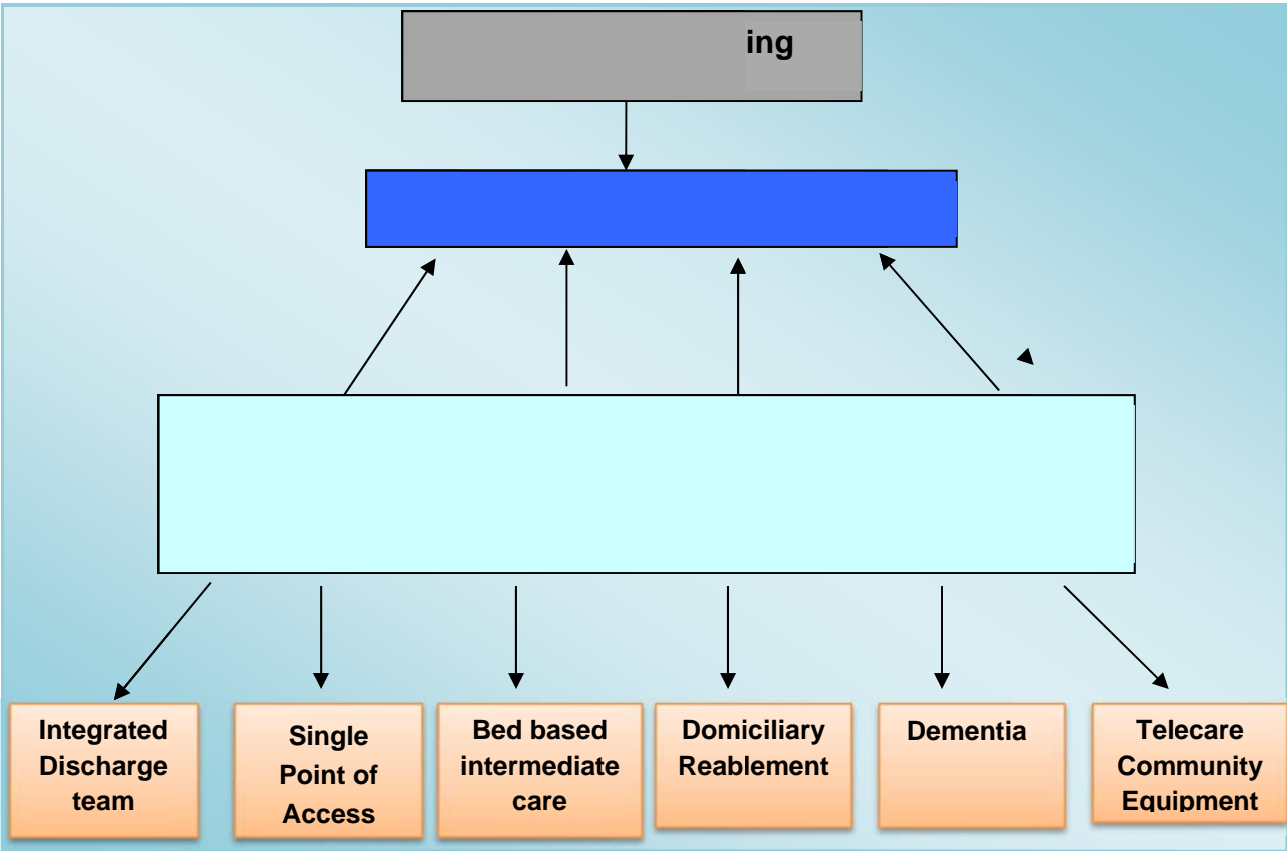 ing
Integrated
Discharge
team
Single
Point of
Access
Bed based
intermediate
care
Domiciliary
Reablement
Dementia
Telecare
Community
Equipment